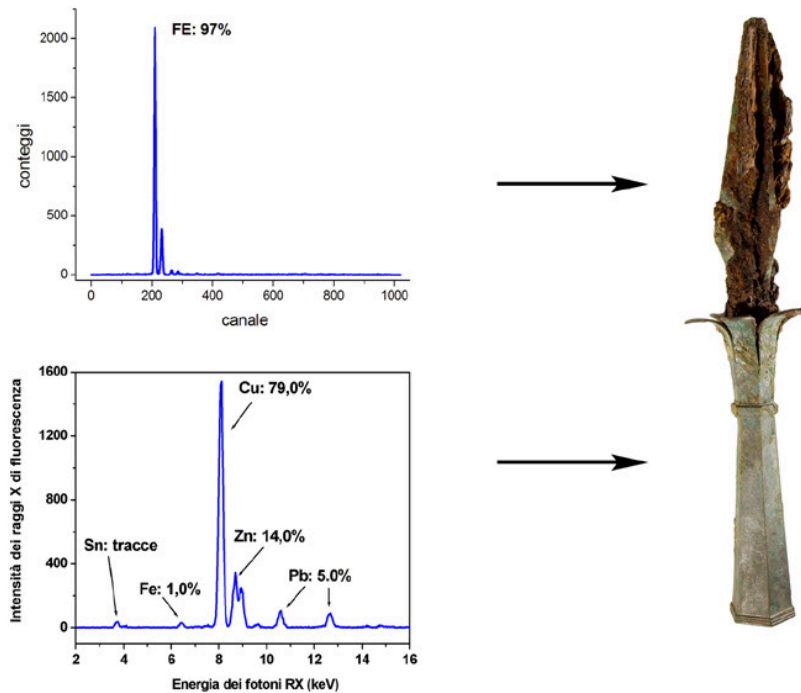 FE: 97%
conteggi
2000
1500
1000
500
0
0 200 400 600 800 1000
canale
Intensità dei raggi X di fluorescenza
1600
1200
800
400
0
Cu: 79,0%
Zn: 14,0%
Sn: tracce
Fe: 1,0%
Pb: 5.0%
2 4 6 8 10 12 14 16
Energia dei fotoni RX (keV)